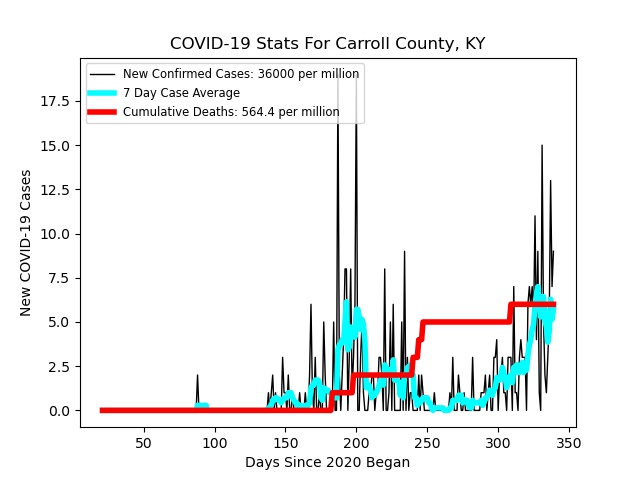 COVID-19 Stats For Carroll County, KY
New Confirmed Cases: 36000 per million
7 Day Case Average
Cumulative Deaths: 564.4 per million
New COVID-19 Cases
17.5
15.0
12.5
10.0
7.5
5.0
2.5
0.0
50 100 150 200 250 300 350
Days Since 2020 Began